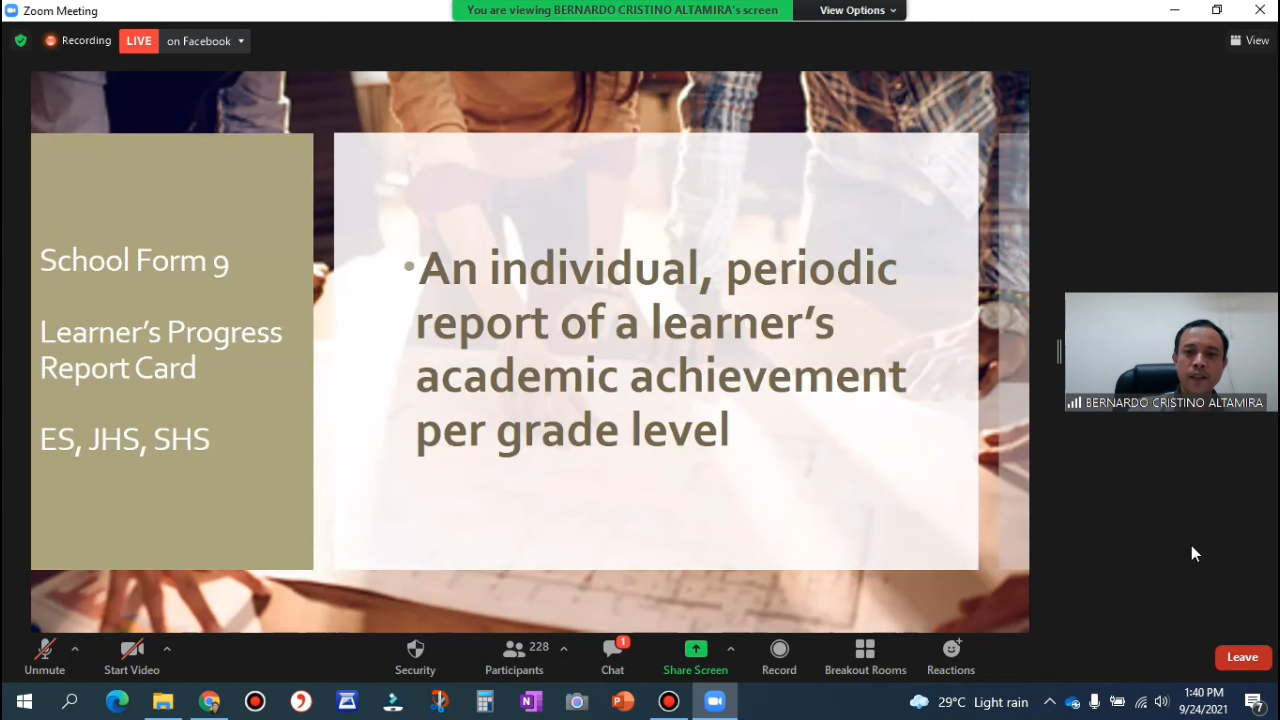 Zoom Meeting
You are viewing BERNARDO CRISTINO ALTAMIRA's screen
View Options
Recording
LIVE
on Facebook
View
School Form 9
Learner's Progress
Report Card
ES, JHS, SHS
•An individual, periodic
report of a learner's
academic achievement
per grade level
BERNARDO CRISTINO ALTAMIRA
Unmute
Start Video
Security
Participants
228
Chat
1
Share Screen
Record
Breakout Rooms
Reactions
Leave
29°C Light rain
1:40 PM
9/24/2021
7